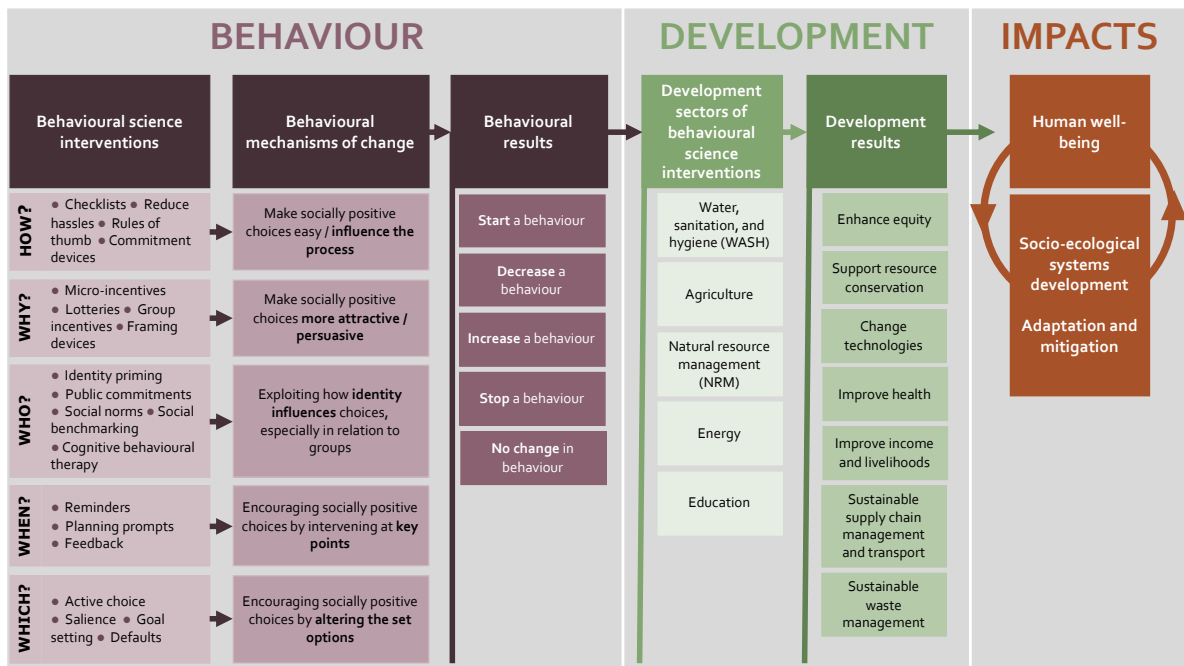 BEHAVIOUR
DEVELOPMENT
IMPACTS
Behavioural science
interventions
Behavioural
mechanisms of change
Behavioural
results
Development
sectors of
behavioural
science
interventions
Development
results
Human well-
being
HOW?
• Checklists • Reduce
hassles • Rules of
thumb • Commitment
devices
Make socially positive
choices easy / influence the
process
WHY?
• Micro-incentives
• Lotteries • Group
incentives • Framing
devices
Make socially positive
choices more attractive /
persuasive
WHO?
• Identity priming
• Public commitments
• Social norms • Social
benchmarking
• Cognitive behavioural
therapy
Exploiting how identity
influences choices,
especially in relation to
groups
WHEN?
• Reminders
• Planning prompts
• Feedback
Encouraging socially positive
choices by intervening at key
points
WHICH?
• Active choice
• Salience • Goal
setting • Defaults
Encouraging socially positive
choices by altering the set
options
Start a behaviour
Decrease a
behaviour
Increase a behaviour
Stop a behaviour
No change in
behaviour
Water,
sanitation, and
hygiene (WASH)
Agriculture
Natural resource
management
(NRM)
Energy
Education
Enhance equity
Support resource
conservation
Change
technologies
Improve health
Improve income
and livelihoods
Sustainable
supply chain
management
and transport
Sustainable
waste
management
Socio-ecological
systems
development
Adaptation and
mitigation